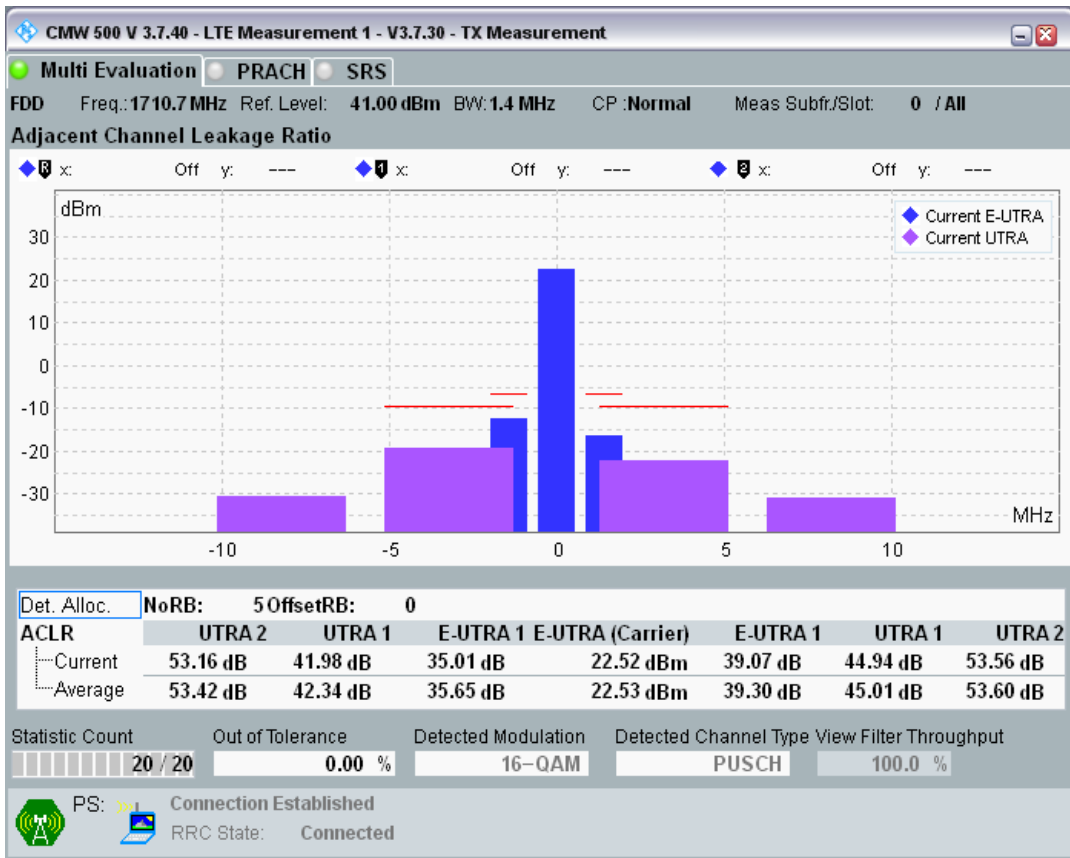 CMW 500 V 3.7.40 - LTE Measurement 1 - V3.7.30 - TX Measurement
Multi Evaluation PRACH SRS
FDD Freq.: 1710.7 MHz Ref. Level: 41.00 dBm BW: 1.4 MHz CP : Normal Meas Subfr./Slot: 0 / All
Adjacent Channel Leakage Ratio
R x: Off y: --- 1 x: Off y: --- 2 x: Off y: ---
dBm
Current E-UTRA
Current UTRA
30
20
10
0
-10
-20
-30
MHz
-10 -5 0 5 10
Det. Alloc. NoRB: 5 OffsetRB: 0
ACLR UTRA 2 UTRA 1 E-UTRA 1 E-UTRA (Carrier) E-UTRA 1 UTRA 1 UTRA 2
Current 53.16 dB 41.98 dB 35.01 dB 22.52 dBm 39.07 dB 44.94 dB 53.56 dB
Average 53.42 dB 42.34 dB 35.65 dB 22.53 dBm 39.30 dB 45.01 dB 53.60 dB
Statistic Count Out of Tolerance Detected Modulation Detected Channel Type View Filter Throughput
20 / 20 0.00 % 16-QAM PUSCH 100.0 %
PS: Connection Established
RRC State: Connected